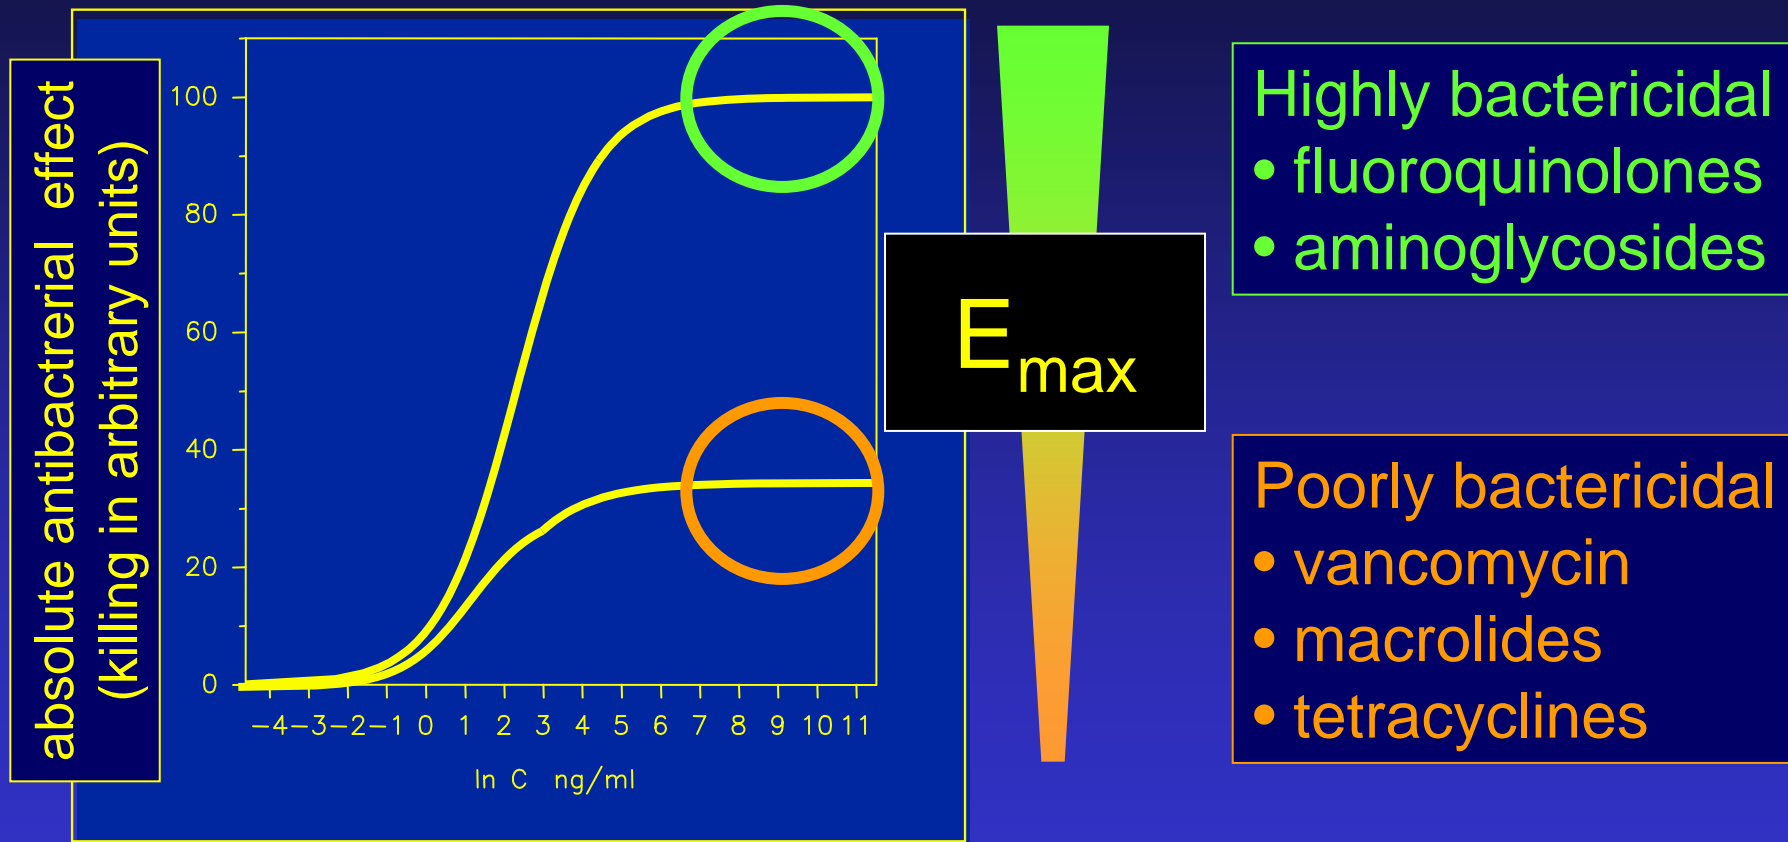 absolute antibactrerial effect
(killing in arbitrary units)
100
80
60
40
20
0
−4 −3 −2 −1 0 1 2 3 4 5 6 7 8 9 10 11
ln C ng/ml
Emax
Highly bactericidal
• fluoroquinolones
• aminoglycosides
Poorly bactericidal
• vancomycin
• macrolides
• tetracyclines